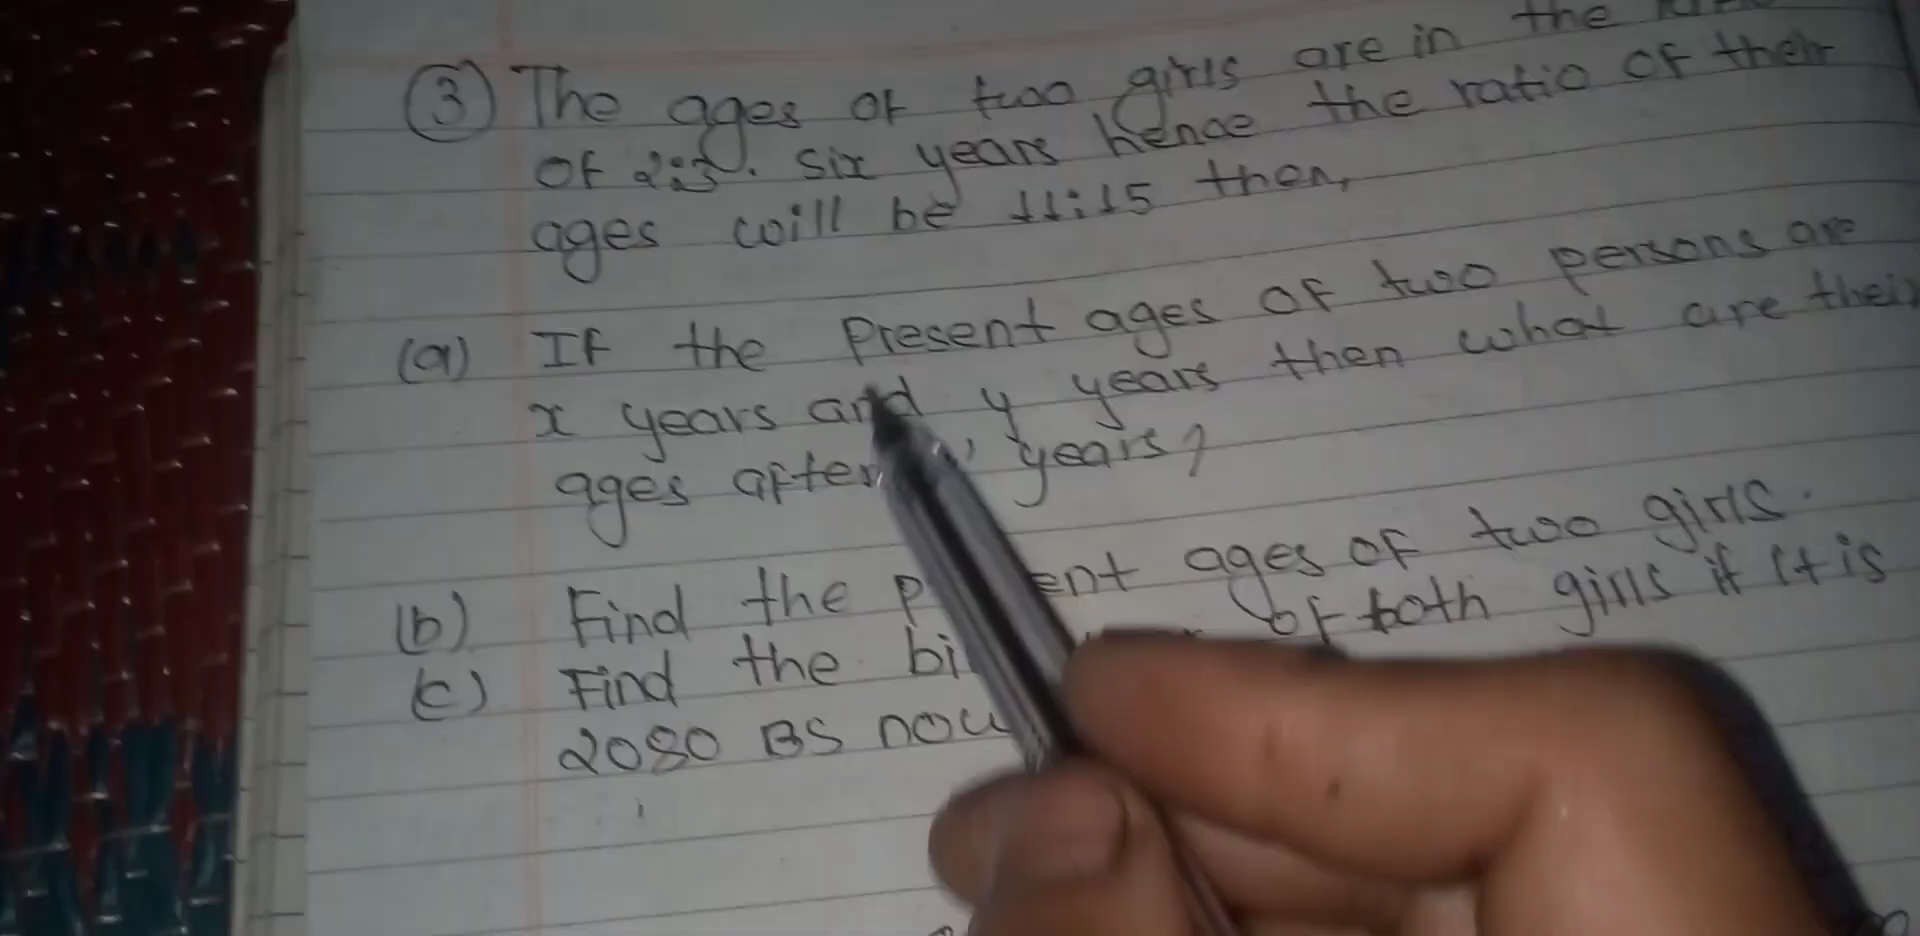 ③ The ages of two girls are in the
of 2:3. six years hence the ratio of their
ages will be 11:15 then,
(a) If the present ages of two persons are
x years and y years then what are their
ages after years?
(b) Find the ages of two girls.
(c) Find the of both girls if it is
2080 BS